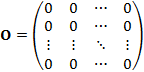 O = ( 0 0 ⋯ 0
0 0 ⋯ 0
⋮ ⋮ ⋱ ⋮
0 0 ⋯ 0 )